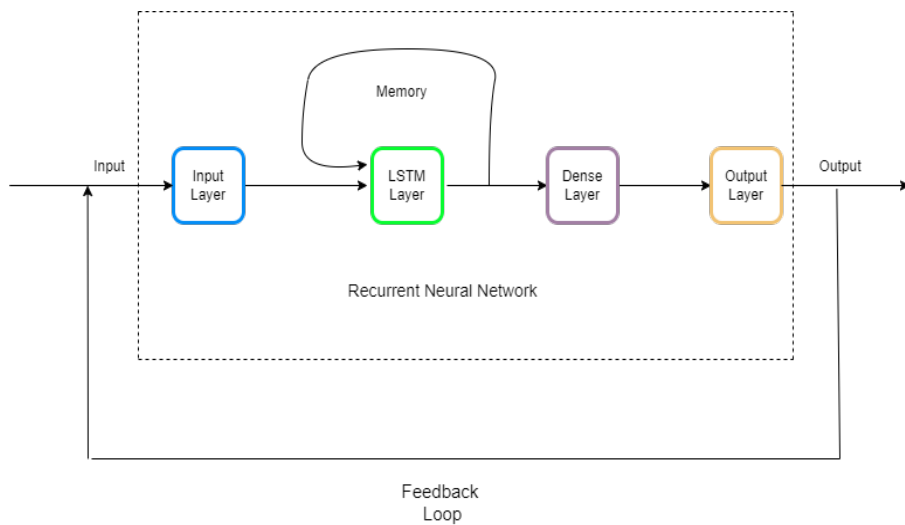 Memory
Input
Input
Layer
LSTM
Layer
Dense
Layer
Output
Layer
Output
Recurrent Neural Network
Feedback
Loop